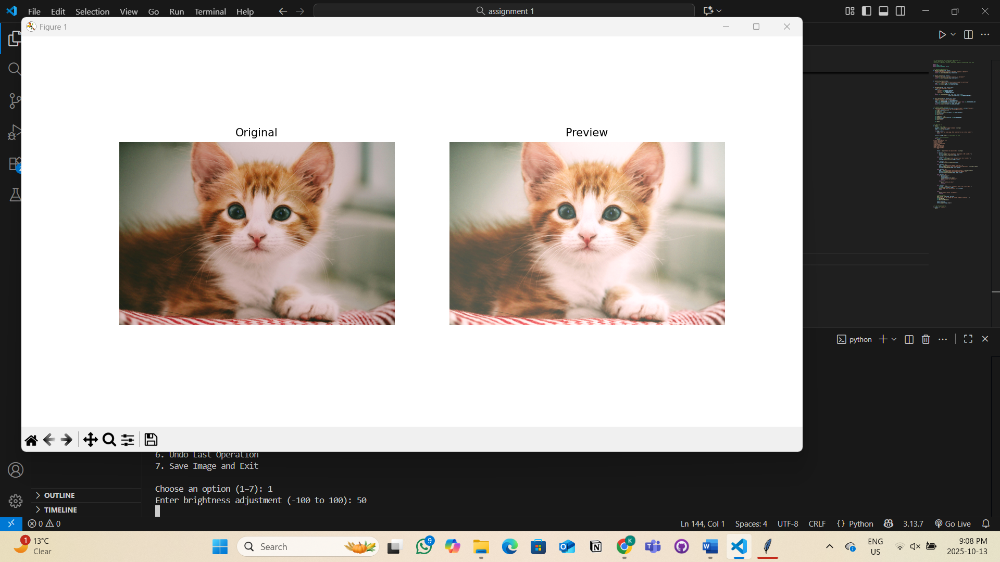 File Edit Selection View Go Run Terminal Help
assignment 1
Figure 1
Original
Preview
2
python
6. Undo Last Operation
7. Save Image and Exit
Choose an option (1–7): 1
Enter brightness adjustment (-100 to 100): 50
OUTLINE
TIMELINE
0 0
Ln 144, Col 1 Spaces: 4 UTF-8 CRLF {} Python 3.13.7 Go Live
1
13°C
Clear
Search
9
K
ENG
US
9:08 PM
2025-10-13